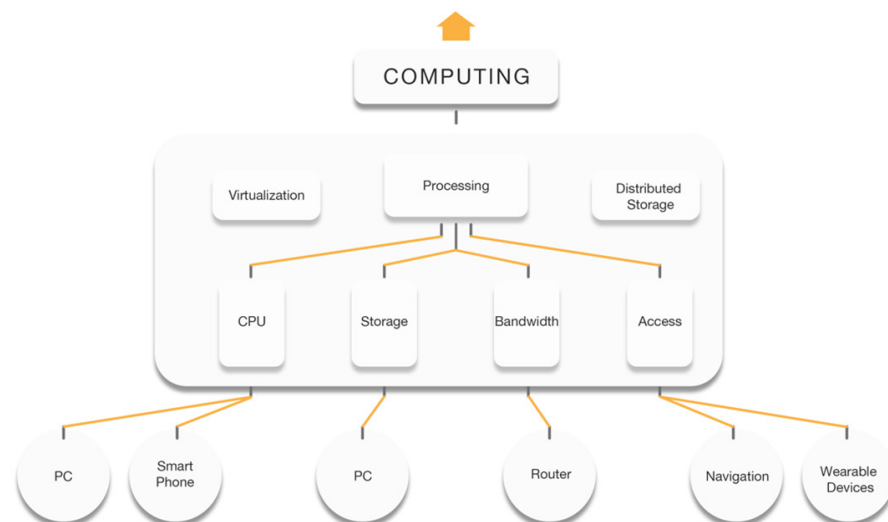 COMPUTING
Virtualization
Processing
Distributed
Storage
CPU
Storage
Bandwidth
Access
PC
Smart
Phone
PC
Router
Navigation
Wearable
Devices